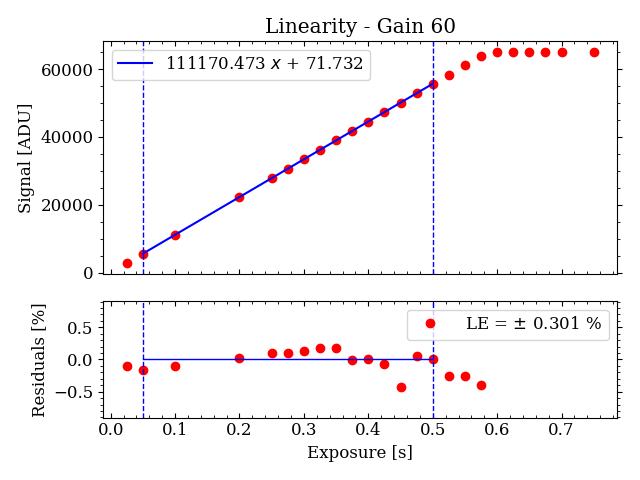 Linearity - Gain 60
111170.473 x + 71.732
60000
40000
20000
0
Signal [ADU]
LE = ± 0.301 %
0.5
0.0
−0.5
Residuals [%]
0.0 0.1 0.2 0.3 0.4 0.5 0.6 0.7
Exposure [s]